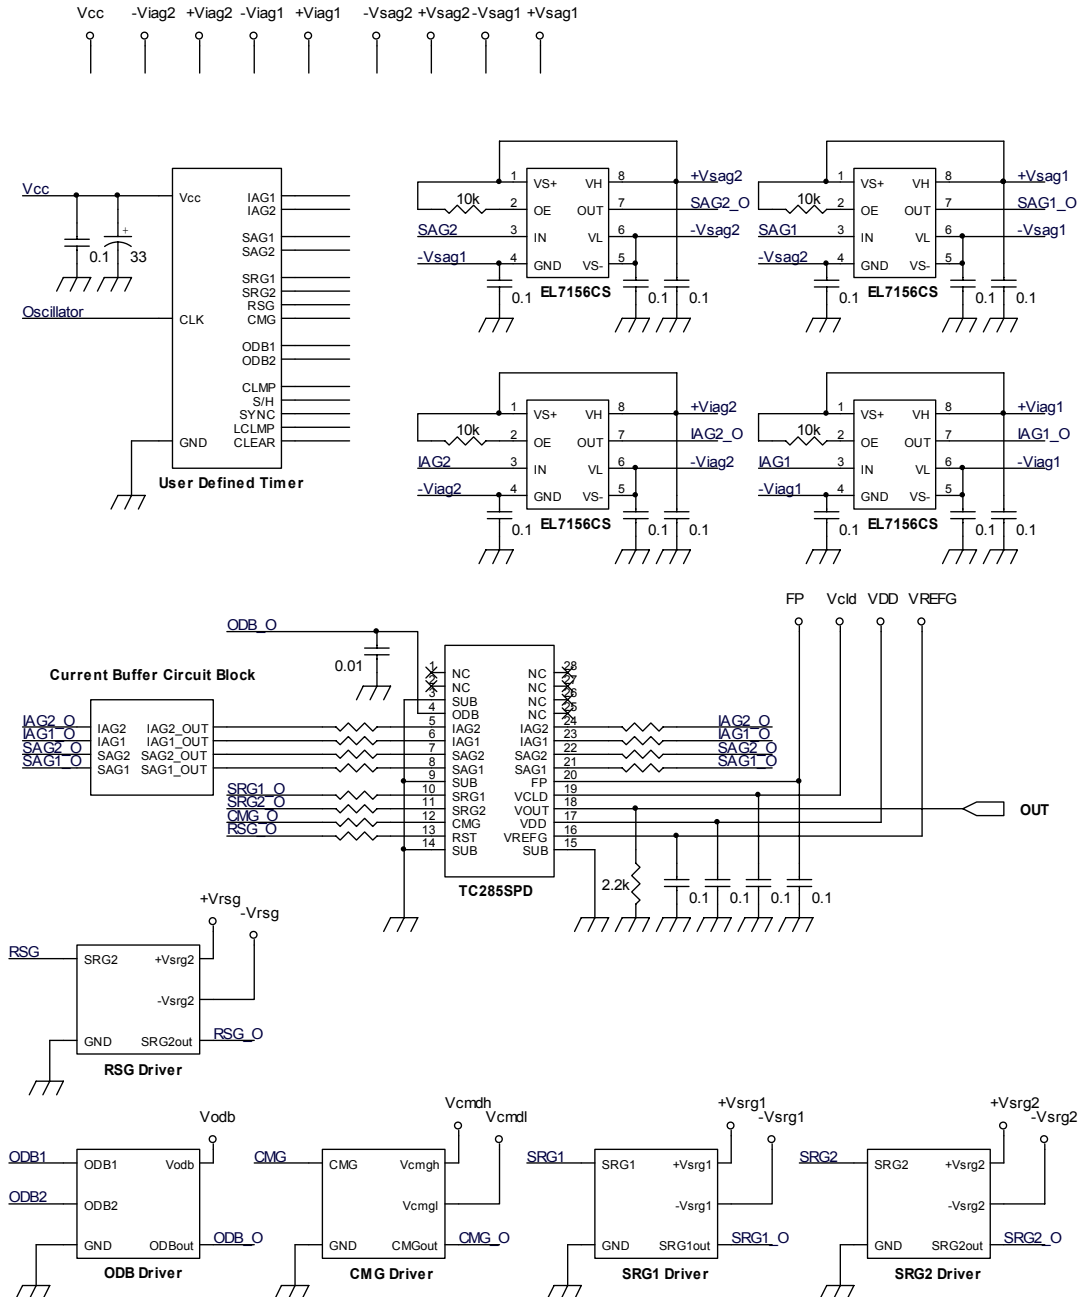 Vcc -Viag2 +Viag2 -Viag1 +Viag1 -Vsag2 +Vsag2 -Vsag1 +Vsag1
Vcc
0.1
33
Oscillator
Vcc
CLK
GND
IAG1
IAG2
SAG1
SAG2
SRG1
SRG2
RSG
CMG
ODB1
ODB2
CLMP
S/H
SYNC
LCLMP
CLEAR
User Defined Timer
10k
SAG2
-Vsag1
1 VS+ VH 8 +Vsag2
2 OE OUT 7 SAG2_O
3 IN VL 6 -Vsag2
4 GND VS- 5
0.1
EL7156CS
0.1
0.1
10k
SAG1
-Vsag2
1 VS+ VH 8 +Vsag1
2 OE OUT 7 SAG1_O
3 IN VL 6 -Vsag1
4 GND VS- 5
0.1
EL7156CS
0.1
0.1
10k
IAG2
-Viag2
1 VS+ VH 8 +Viag2
2 OE OUT 7 IAG2_O
3 IN VL 6 -Viag2
4 GND VS- 5
0.1
EL7156CS
0.1
0.1
10k
IAG1
-Viag1
1 VS+ VH 8 +Viag1
2 OE OUT 7 IAG1_O
3 IN VL 6 -Viag1
4 GND VS- 5
0.1
EL7156CS
0.1
0.1
FP Vcld VDD VREFG
ODB_O
0.01
Current Buffer Circuit Block
IAG2_O IAG2 IAG2_OUT
IAG1_O IAG1 IAG1_OUT
SAG2_O SAG2 SAG2_OUT
SAG1_O SAG1 SAG1_OUT
SRG1_O
SRG2_O
CMG_O
RSG_O
1 NC NC 28
2 NC NC 27
3 SUB NC 26
4 ODB NC 25
5 IAG2 IAG2 24 IAG2_O
6 IAG1 IAG1 23 IAG1_O
7 SAG2 SAG2 22 SAG2_O
8 SAG1 SAG1 21 SAG1_O
9 SUB FP 20
10 SRG1 VCLD 19
11 SRG2 VOUT 18
12 CMG VDD 17
13 RST VREFG 16
14 SUB SUB 15
OUT
TC285SPD
2.2k
0.1
0.1
0.1
0.1
+Vrsg
-Vrsg
RSG SRG2 +Vsrg2
-Vsrg2
GND SRG2out RSG_O
RSG Driver
Vodb
ODB1 ODB1 Vodb
ODB2 ODB2
GND ODBout ODB_O
ODB Driver
Vcmdh
Vcmdl
CMG CMG Vcmgh
Vcmgl
GND CMGout CMG_O
CMG Driver
+Vsrg1
-Vsrg1
SRG1 SRG1 +Vsrg1
-Vsrg1
GND SRG1out SRG1_O
SRG1 Driver
+Vsrg2
-Vsrg2
SRG2 SRG2 +Vsrg2
-Vsrg2
GND SRG2out SRG2_O
SRG2 Driver